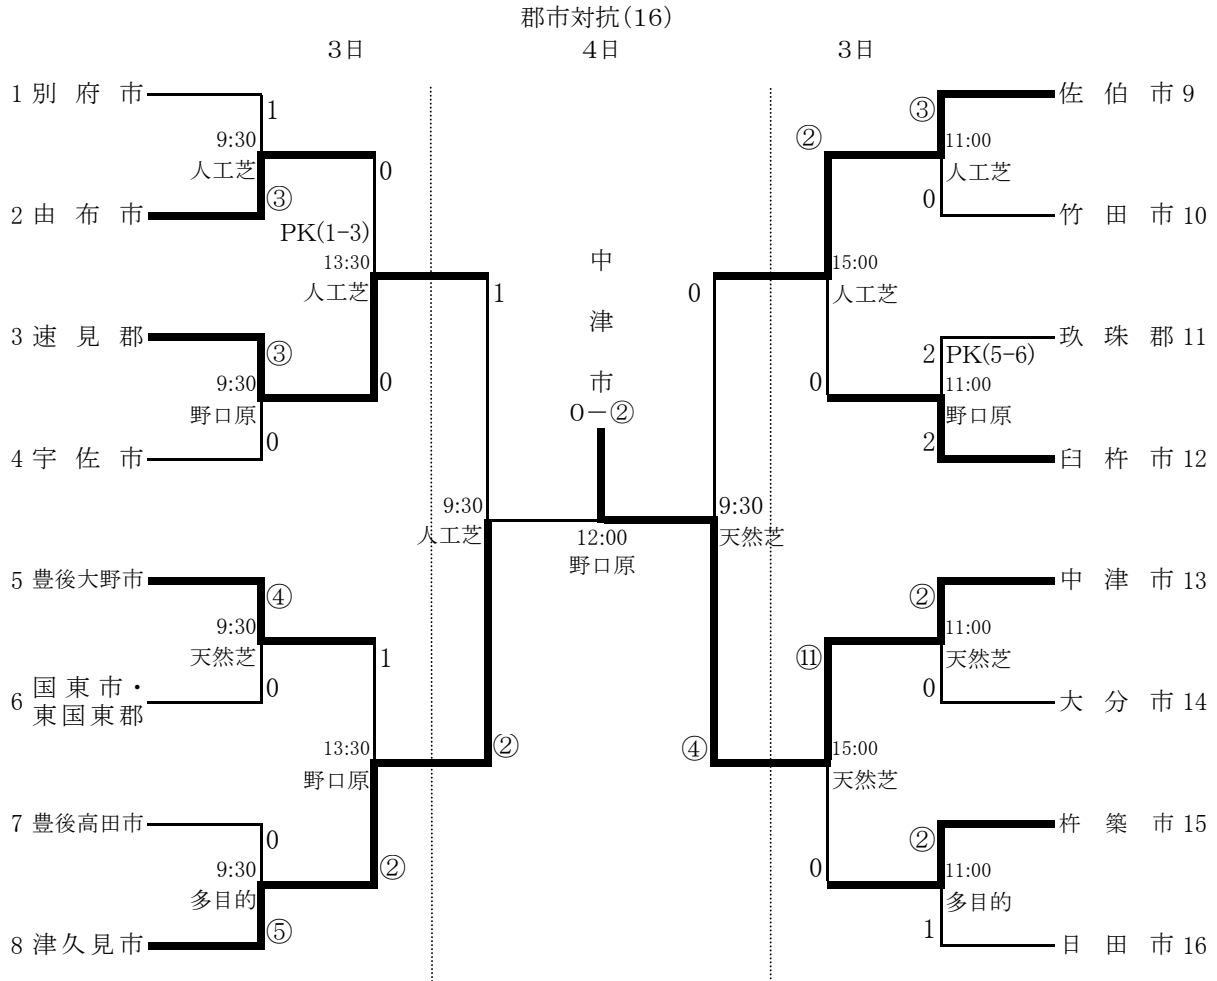 郡市対抗(16)
3日 4日 3日
1 別府市
1
9:30
人工芝
③
2 由布市
0
PK(1-3)
13:30
人工芝
0
3 速見郡
③
9:30
野口原
0
4 宇佐市
1
9:30
人工芝
②
5 豊後大野市
④
9:30
天然芝
0
6 国東市・
東国東郡
1
13:30
野口原
②
7 豊後高田市
0
9:30
多目的
⑤
8 津久見市
中
津
市
0-②
12:00
野口原
佐伯市 9
③
11:00
人工芝
0
竹田市 10
②
15:00
人工芝
0
玖珠郡 11
2 PK(5-6)
11:00
野口原
2
臼杵市 12
0
9:30
天然芝
④
中津市 13
②
11:00
天然芝
0
大分市 14
⑪
15:00
天然芝
0
杵築市 15
②
11:00
多目的
1
日田市 16